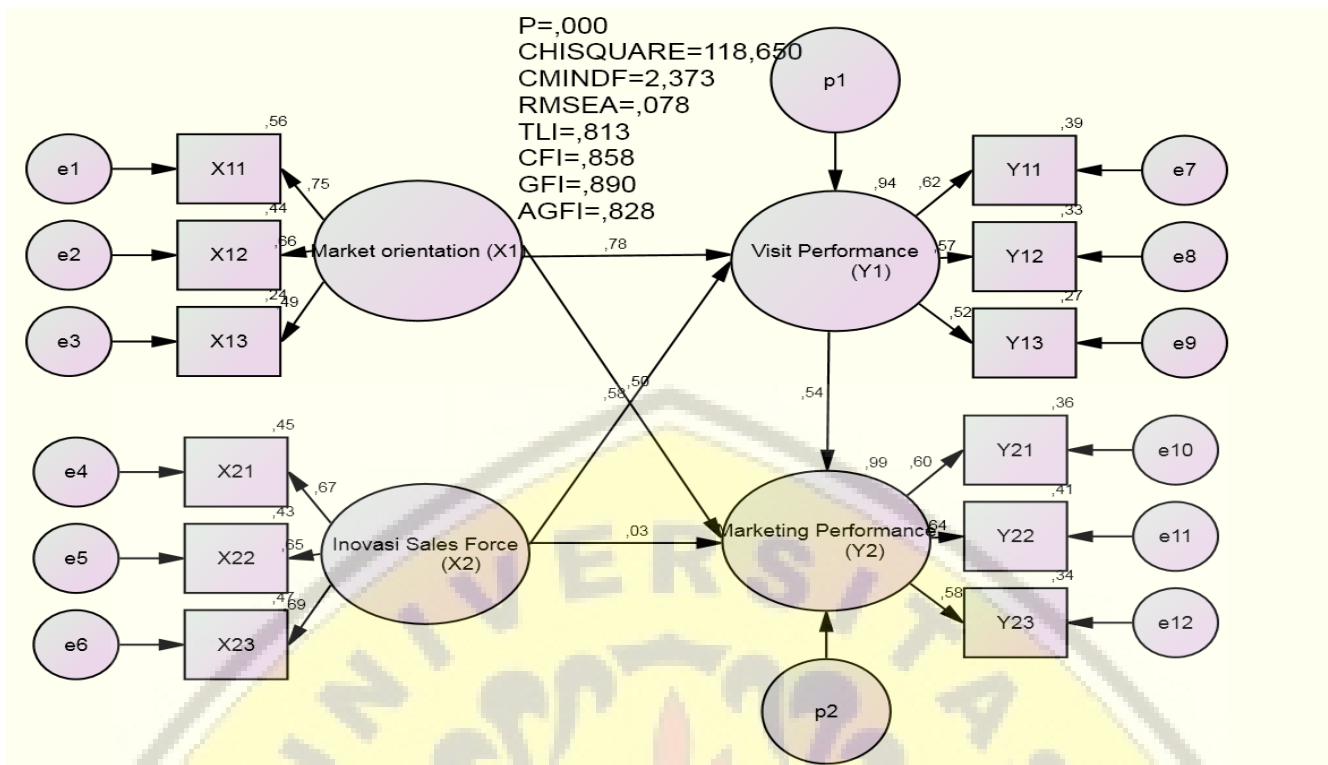 P=,000
CHISQUARE=118,650
CMINDF=2,373
RMSEA=,078
TLI=,813
CFI=,858
GFI=,890
AGFI=,828
p1
e1
,56
X11
,75
e2
,44
X12
,66
e3
,24
X13
,49
Market orientation (X1
,78
Visit Performance
(Y1)
,94
,62
,39
Y11
e7
,57
,33
Y12
e8
,52
,27
Y13
e9
,58
,50
,54
e4
,45
X21
,67
e5
,43
X22
,65
e6
,47
X23
,69
Inovasi Sales Force
(X2)
,03
Marketing Performance
(Y2)
,99
,60
,36
Y21
e10
,64
,41
Y22
e11
,58
,34
Y23
e12
p2
UNIVERSITA